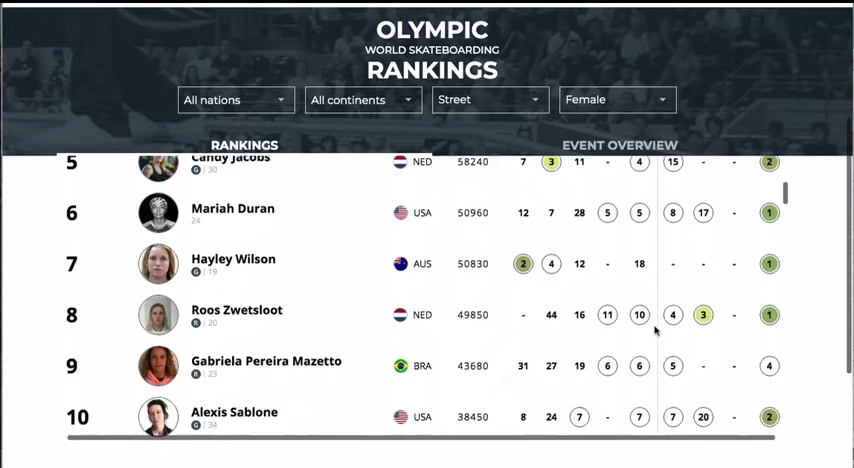 OLYMPIC
WORLD SKATEBOARDING
RANKINGS
All nations All continents Street Female
RANKINGS EVENT OVERVIEW
5 Candy Jacobs NED 58240 7 3 11 - 4 15 - - 2
G | 30
6 Mariah Duran USA 50960 12 7 28 5 5 8 17 - 1
24
7 Hayley Wilson AUS 50830 2 4 12 - 18 - - - 1
G | 19
8 Roos Zwetsloot NED 49850 - 44 16 11 10 4 3 - 1
R | 20
9 Gabriela Pereira Mazetto BRA 43680 31 27 19 6 6 5 - - 4
R | 23
10 Alexis Sablone USA 38450 8 24 7 - 7 7 20 - 2
G | 34